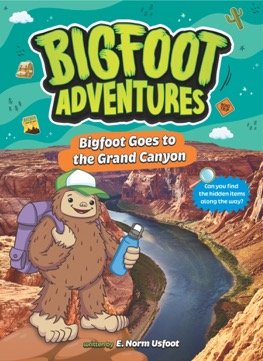 BIGFOOT
ADVENTURES
Bigfoot Goes to
the Grand Canyon
Can you find
the hidden items
along the way?
written by E. Norm Usfoot